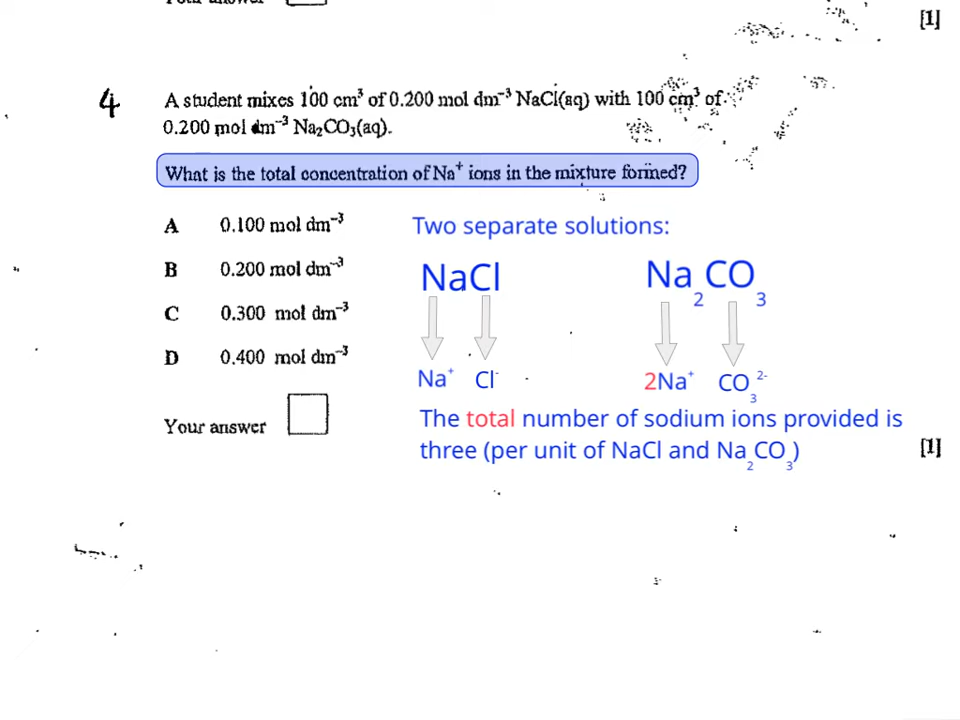 [1]
4 A student mixes 100 cm³ of 0.200 mol dm⁻³ NaCl(aq) with 100 cm³ of
0.200 mol dm⁻³ Na₂CO₃(aq).
What is the total concentration of Na⁺ ions in the mixture formed?
A 0.100 mol dm⁻³
B 0.200 mol dm⁻³
C 0.300 mol dm⁻³
D 0.400 mol dm⁻³
Your answer
[1]
Two separate solutions:
NaCl Na₂CO₃
Na⁺ Cl⁻ 2Na⁺ CO₃²⁻
The total number of sodium ions provided is
three (per unit of NaCl and Na₂CO₃)